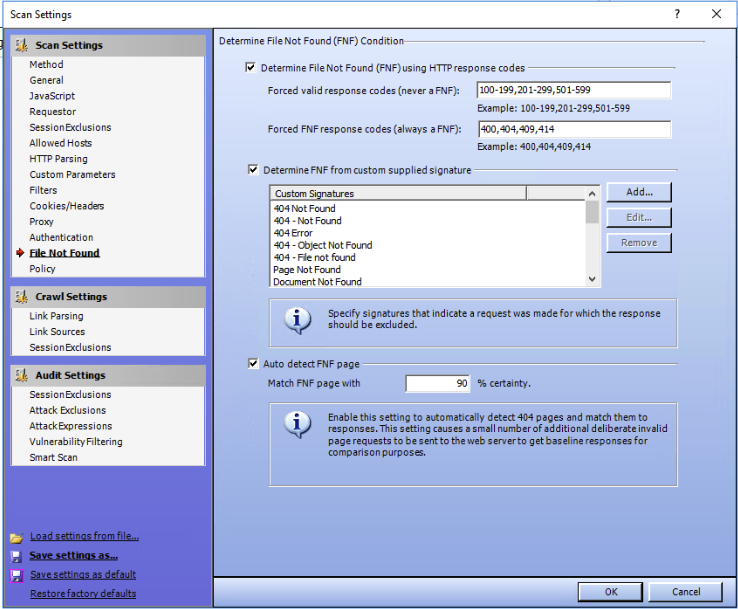 Scan Settings
?
Scan Settings
Method
General
JavaScript
Requestor
SessionExclusions
Allowed Hosts
HTTP Parsing
Custom Parameters
Filters
Cookies/Headers
Proxy
Authentication
File Not Found
Policy
Crawl Settings
Link Parsing
Link Sources
SessionExclusions
Audit Settings
SessionExclusions
Attack Exclusions
AttackExpressions
Vulnerability Filtering
Smart Scan
Load settings from file...
Save settings as...
Save settings as default
Restore factory defaults
Determine File Not Found (FNF) Condition
Determine File Not Found (FNF) using HTTP response codes
Forced valid response codes (never a FNF): 100-199,201-299,501-599
Example: 100-199,201-299,501-599
Forced FNF response codes (always a FNF): 400,404,409,414
Example: 400,404,409,414
Determine FNF from custom supplied signature
Custom Signatures
404 Not Found
404 - Not Found
404 Error
404 - Object Not Found
404 - File not found
Page Not Found
Document Not Found
Add...
Edit...
Remove
Specify signatures that indicate a request was made for which the response
should be excluded.
Auto detect FNF page
Match FNF page with 90 % certainty.
Enable this setting to automatically detect 404 pages and match them to
responses. This setting causes a small number of additional deliberate invalid
page requests to be sent to the web server to get baseline responses for
comparison purposes.
OK
Cancel